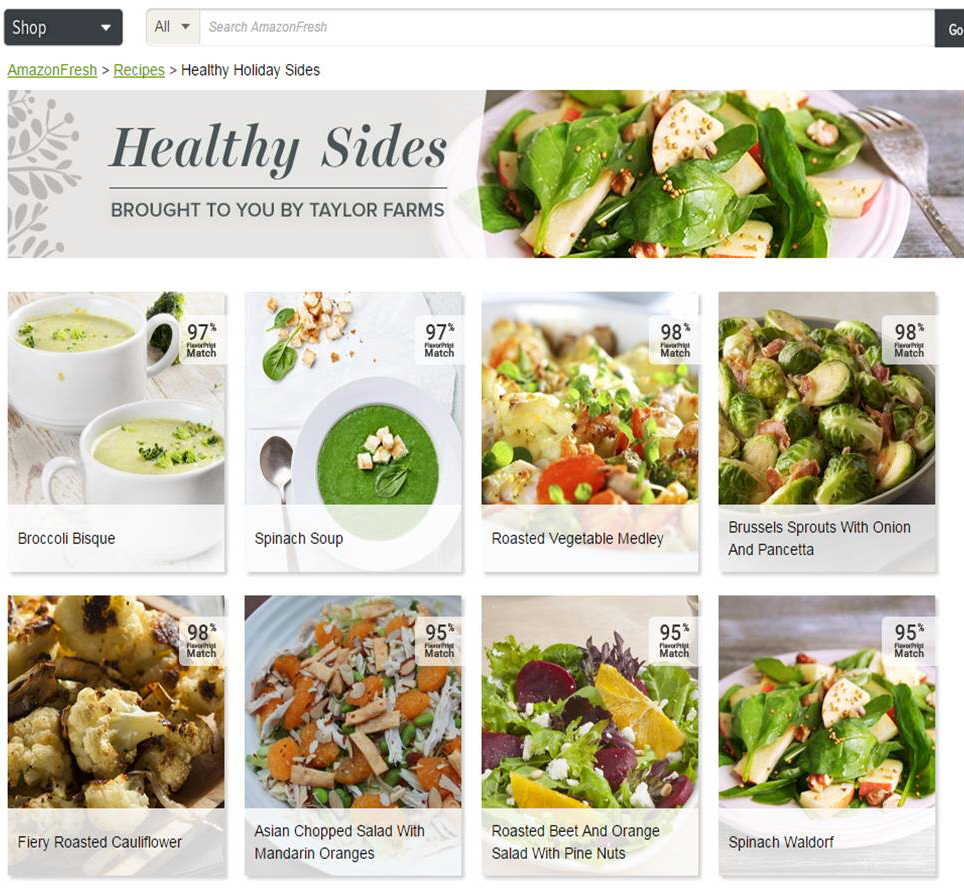 Shop
All
Search AmazonFresh
Go
AmazonFresh > Recipes > Healthy Holiday Sides
Healthy Sides
BROUGHT TO YOU BY TAYLOR FARMS
97%
FlavorPrint
Match
97%
FlavorPrint
Match
98%
FlavorPrint
Match
98%
FlavorPrint
Match
Broccoli Bisque
Spinach Soup
Roasted Vegetable Medley
Brussels Sprouts With Onion
And Pancetta
98%
FlavorPrint
Match
95%
FlavorPrint
Match
95%
FlavorPrint
Match
95%
FlavorPrint
Match
Fiery Roasted Cauliflower
Asian Chopped Salad With
Mandarin Oranges
Roasted Beet And Orange
Salad With Pine Nuts
Spinach Waldorf